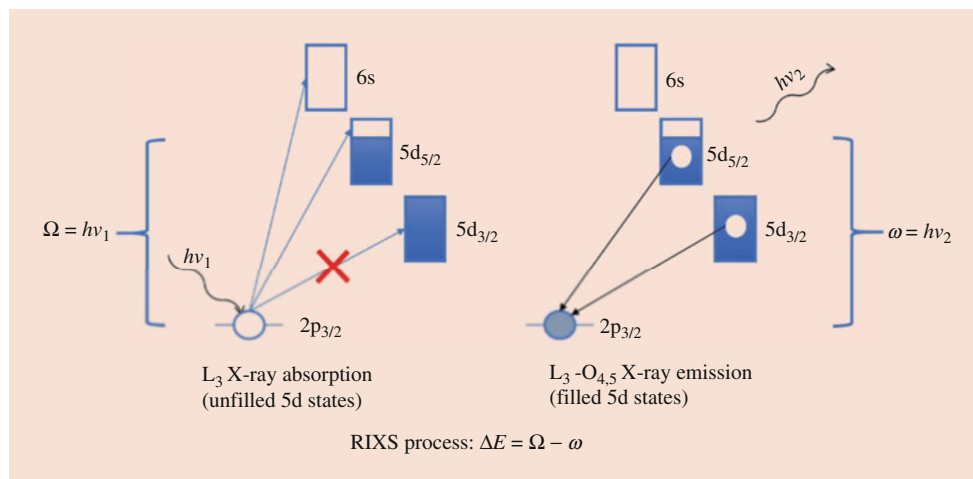 6s
5d5/2
5d3/2
Ω = hν1
hν1
2p3/2
L3 X-ray absorption
(unfilled 5d states)
6s
hν2
5d5/2
5d3/2
ω = hν2
2p3/2
L3 -O4,5 X-ray emission
(filled 5d states)
RIXS process: ΔE = Ω − ω